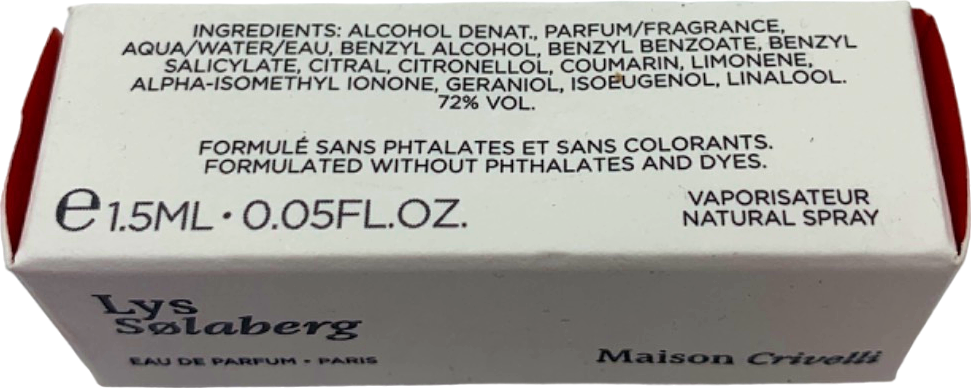 INGREDIENTS: ALCOHOL DENAT., PARFUM/FRAGRANCE,
AQUA/WATER/EAU, BENZYL ALCOHOL, BENZYL BENZOATE, BENZYL
SALICYLATE, CITRAL, CITRONELLOL, COUMARIN, LIMONENE,
ALPHA-ISOMETHYL IONONE, GERANIOL, ISOEUGENOL, LINALOOL.
72% VOL.
FORMULÉ SANS PHTALATES ET SANS COLORANTS.
FORMULATED WITHOUT PHTHALATES AND DYES.
℮ 1.5ML • 0.05FL.OZ.
VAPORISATEUR
NATURAL SPRAY
Lys
Sølaberg
EAU DE PARFUM • PARIS
Maison Crivelli